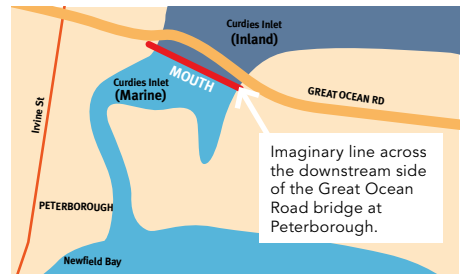 Curdies Inlet
(Inland)
Curdies Inlet
(Marine)
MOUTH
GREAT OCEAN RD
Irvine St
Imaginary line across
the downstream side
of the Great Ocean
Road bridge at
Peterborough.
PETERBOROUGH
Newfield Bay